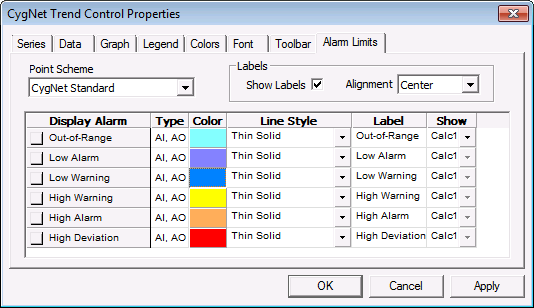 CygNet Trend Control Properties
Series Data Graph Legend Colors Font Toolbar Alarm Limits
Point Scheme
CygNet Standard
Labels
Show Labels Alignment Center
Display Alarm Type Color Line Style Label Show
Out-of-Range AI, AO Thin Solid Out-of-Range Calc1
Low Alarm AI, AO Thin Solid Low Alarm Calc1
Low Warning AI, AO Thin Solid Low Warning Calc1
High Warning AI, AO Thin Solid High Warning Calc1
High Alarm AI, AO Thin Solid High Alarm Calc1
High Deviation AI, AO Thin Solid High Deviation Calc1
OK Cancel Apply